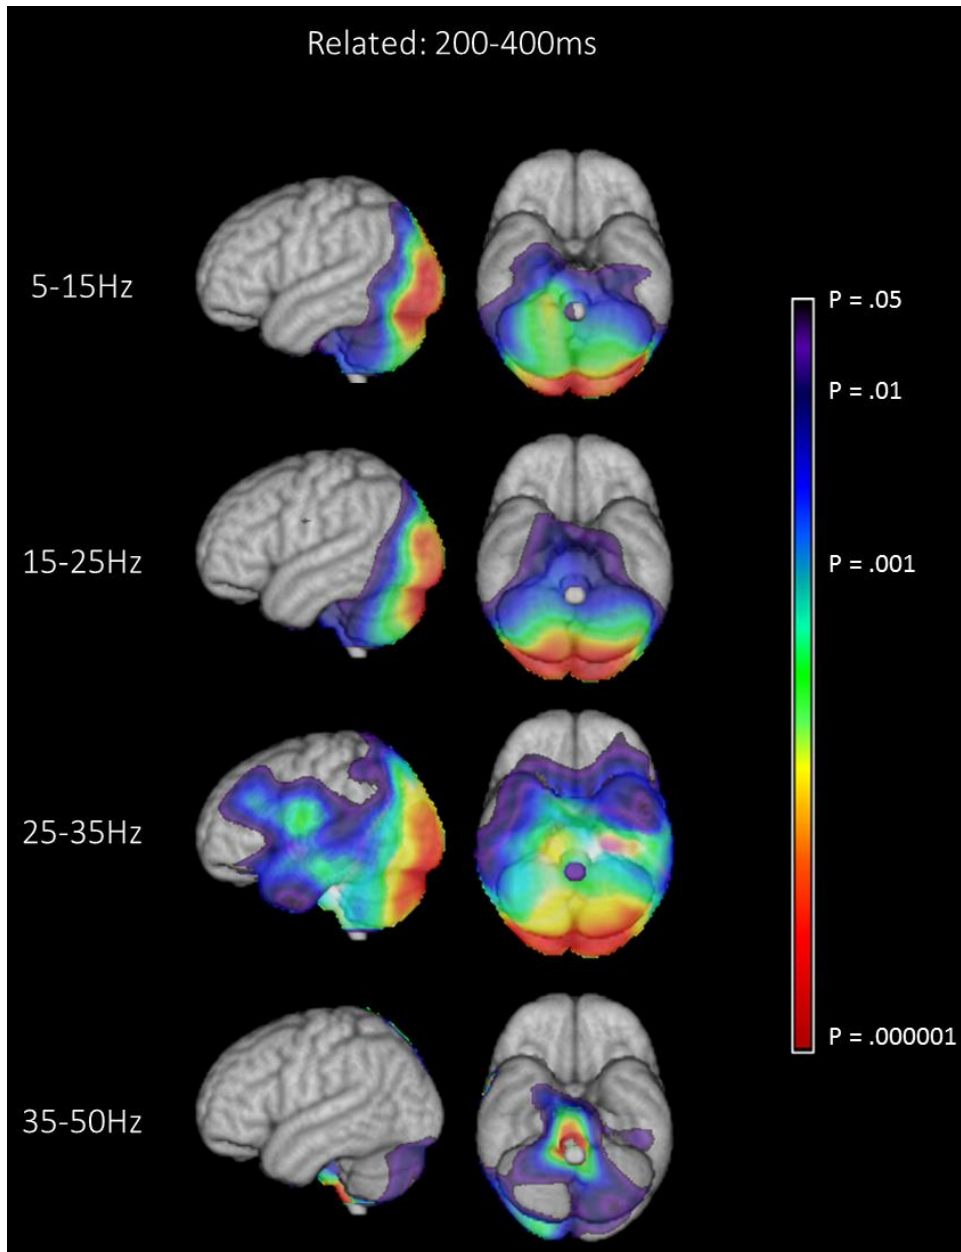 Related: 200-400ms
5-15Hz
15-25Hz
25-35Hz
35-50Hz
P = .05
P = .01
P = .001
P = .000001